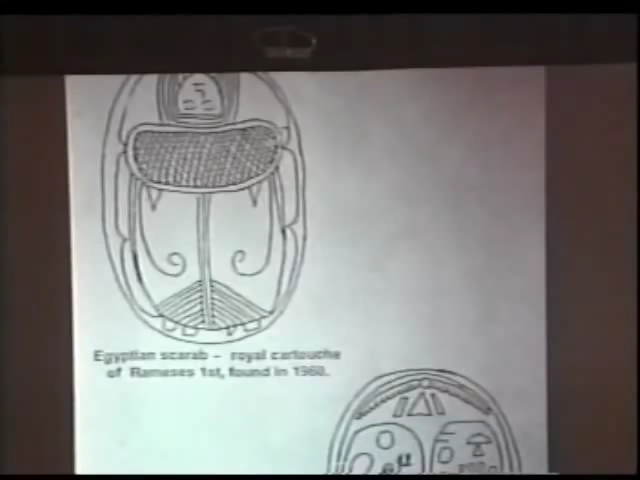 Egyptian scarab - royal cartouche
of Rameses 1st, found in 1960.